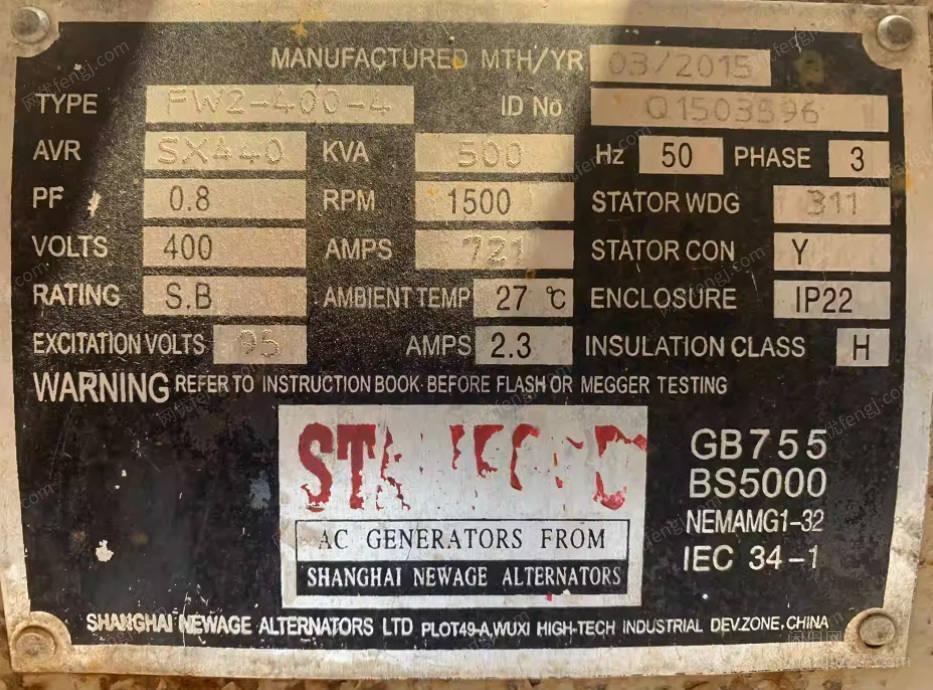 MANUFACTURED MTH/YR 03/2015
TYPE FW2-400-4 ID No Q1503596
AVR SX440 KVA 500 Hz 50 PHASE 3
PF 0.8 RPM 1500 STATOR WDG 311
VOLTS 400 AMPS 721 STATOR CON Y
RATING S.B AMBIENT TEMP 27 ℃ ENCLOSURE IP22
EXCITATION VOLTS 95 AMPS 2.3 INSULATION CLASS H
WARNING REFER TO INSTRUCTION BOOK BEFORE FLASH OR MEGGER TESTING
GB755
BS5000
NEMAMG1-32
IEC 34-1
AC GENERATORS FROM
SHANGHAI NEWAGE ALTERNATORS
SHANGHAI NEWAGE ALTERNATORS LTD PLOT49-A,WUXI HIGH-TECH INDUSTRIAL DEV.ZONE.CHINA